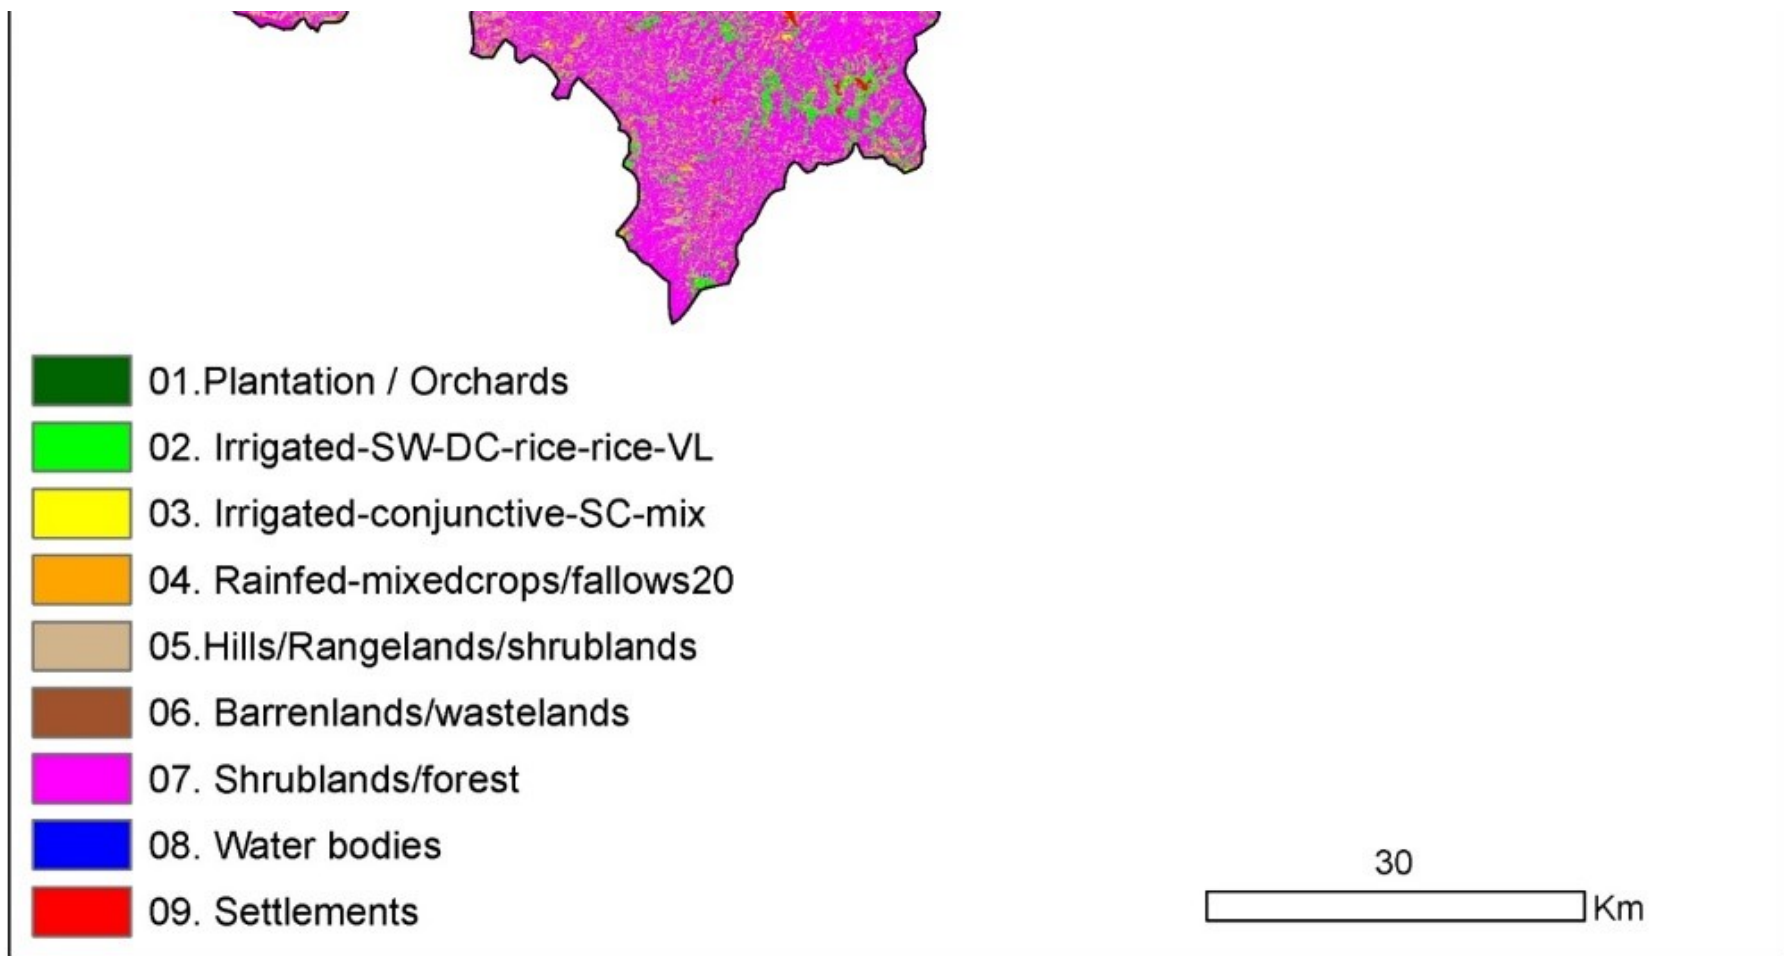 01.Plantation / Orchards
02. Irrigated-SW-DC-rice-rice-VL
03. Irrigated-conjunctive-SC-mix
04. Rainfed-mixedcrops/fallows20
05.Hills/Rangelands/shrublands
06. Barrenlands/wastelands
07. Shrublands/forest
08. Water bodies
09. Settlements
30
Km